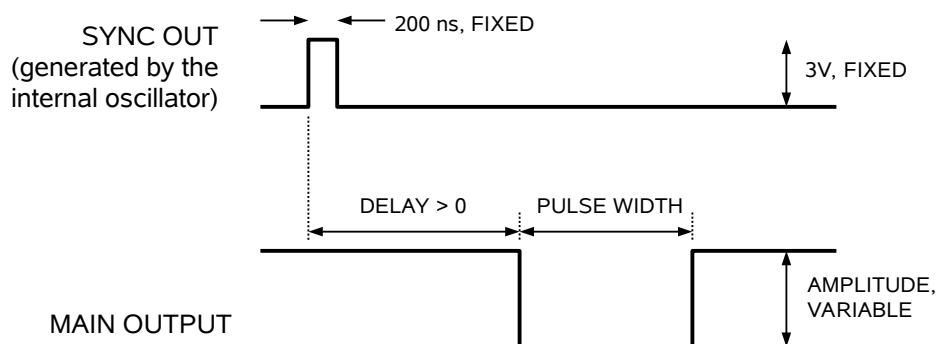 200 ns, FIXED
SYNC OUT
(generated by the
internal oscillator)
3V, FIXED
DELAY > 0
PULSE WIDTH
AMPLITUDE,
VARIABLE
MAIN OUTPUT